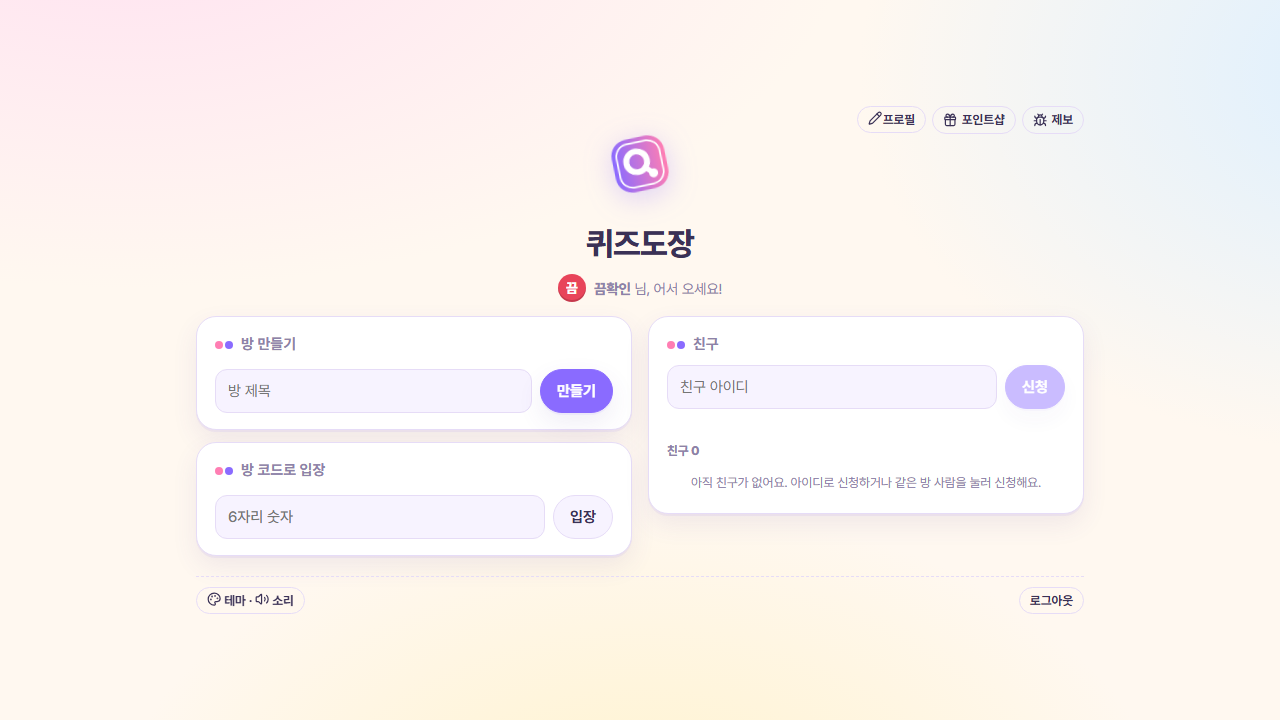 프로필
포인트샵
제보
퀴즈도장
끔 끔확인 님, 어서 오세요!
방 만들기
방 제목
만들기
방 코드로 입장
6자리 숫자
입장
친구
친구 아이디
신청
친구 0
아직 친구가 없어요. 아이디로 신청하거나 같은 방 사람을 눌러 신청해요.
테마 · 소리
로그아웃